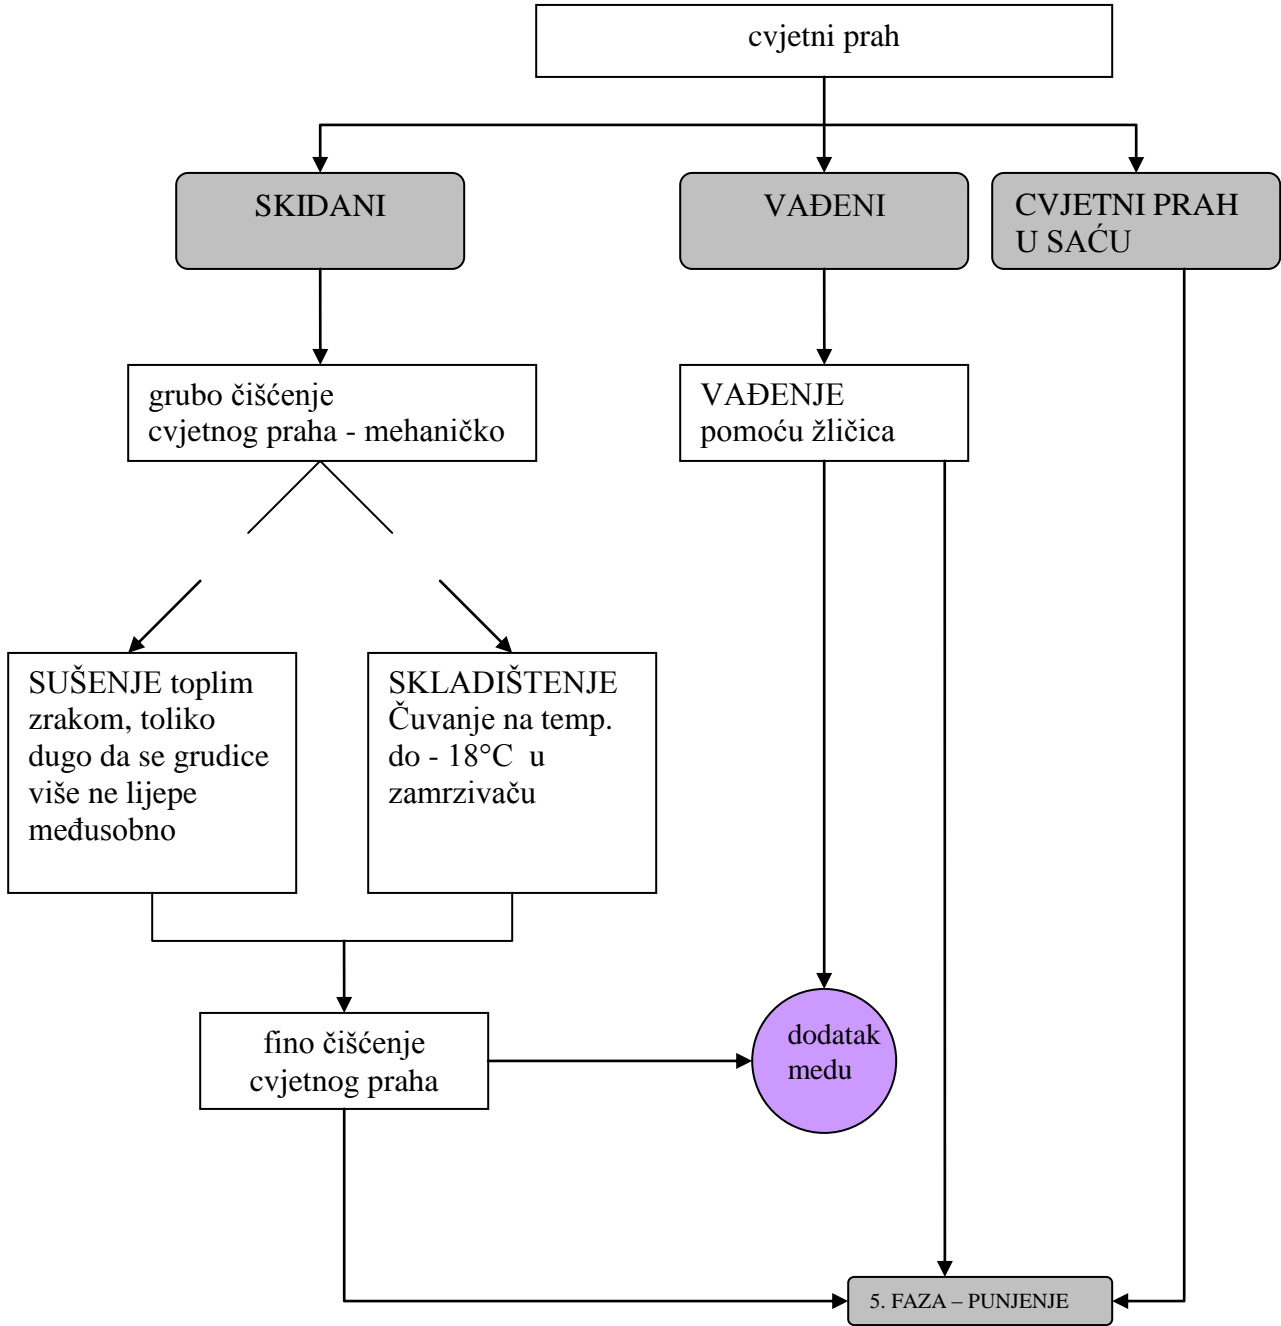 cvjetni prah
SKIDANI
VAĐENI
CVJETNI PRAH
U SAĆU
grubo čišćenje
cvjetnog praha - mehaničko
VAĐENJE
pomoću žličica
SUŠENJE toplim
zrakom, toliko
dugo da se grudice
više ne lijepe
međusobno
SKLADIŠTENJE
Čuvanje na temp.
do - 18°C u
zamrzivaču
fino čišćenje
cvjetnog praha
dodatak
medu
5. FAZA – PUNJENJE